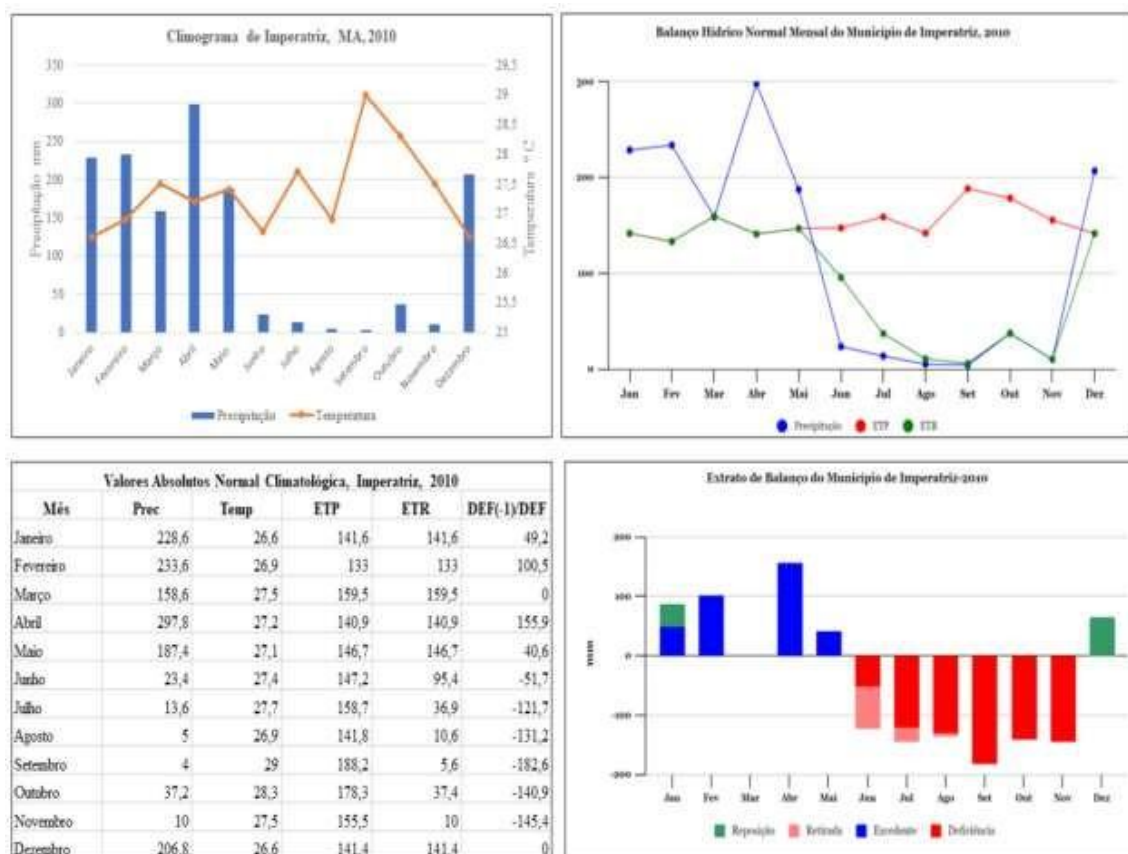 Climograma de Imperatriz, MA, 2010
350
300
250
200
150
100
50
0
Precipitação mm
29,5
29
28,5
28
27,5
27
26,5
26
25,5
25
Temperatura °C
Janeiro
Fevereiro
Março
Abril
Maio
Junho
Julho
Agosto
Setembro
Outubro
Novembro
Dezembro
Precipitação Temperatura
Balanço Hídrico Normal Mensal do Município de Imperatriz, 2010
300
200
100
0
Jan Fev Mar Abr Mai Jun Jul Ago Set Out Nov Dez
Precipitação ETP ETR
Valores Absolutos Normal Climatológica, Imperatriz, 2010
Mês Prec Temp ETP ETR DEF(-1)/DEF
Janeiro 228,6 26,6 141,6 141,6 49,2
Fevereiro 233,6 26,9 133 133 100,5
Março 158,6 27,5 159,5 159,5 0
Abril 297,8 27,2 140,9 140,9 155,9
Maio 187,4 27,1 146,7 146,7 40,6
Junho 23,4 27,4 147,2 95,4 -51,7
Julho 13,6 27,7 158,7 36,9 -121,7
Agosto 5 26,9 141,8 10,6 -131,2
Setembro 4 29 188,2 5,6 -182,6
Outubro 37,2 28,3 178,3 37,4 -140,9
Novembro 10 27,5 155,5 10 -145,4
Dezembro 206,8 26,6 141,4 141,4 0
Extrato de Balanço do Município de Imperatriz-2010
200
100
0
-100
-200
mm
Jan Fev Mar Abr Mai Jun Jul Ago Set Out Nov Dez
Reposição Retirada Excedente Deficiência